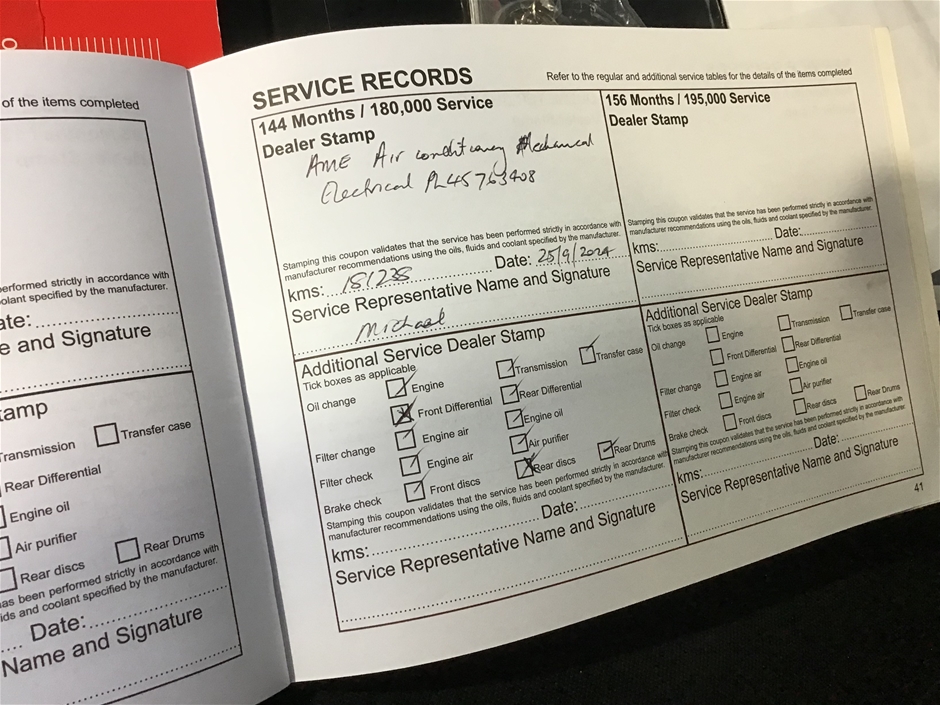 of the items completed
erformed strictly in accordance with
oolant specified by the manufacturer.
ate:
e and Signature
tamp
Transmission
Transfer case
Rear Differential
Engine oil
Air purifier
Rear discs
Rear Drums
as been performed strictly in accordance with
ids and coolant specified by the manufacturer.
Date:
Name and Signature
SERVICE RECORDS
Refer to the regular and additional service tables for the details of the items completed
144 Months / 180,000 Service
Dealer Stamp
AME Air conditioning Mechanical
Electrical Ph 45763408
Stamping this coupon validates that the service has been performed strictly in accordance with
manufacturer recommendations using the oils, fluids and coolant specified by the manufacturer.
kms: 181238 Date: 25/9/2024
Service Representative Name and Signature
Michael
Additional Service Dealer Stamp
Tick boxes as applicable
Oil change Engine Transmission Transfer case
Front Differential Rear Differential
Filter change Engine air Engine oil
Filter check Engine air Air purifier
Brake check Front discs Rear discs Rear Drums
Stamping this coupon validates that the service has been performed strictly in accordance with
manufacturer recommendations using the oils, fluids and coolant specified by the manufacturer.
kms: Date:
Service Representative Name and Signature
156 Months / 195,000 Service
Dealer Stamp
Stamping this coupon validates that the service has been performed strictly in accordance with
manufacturer recommendations using the oils, fluids and coolant specified by the manufacturer.
kms: Date:
Service Representative Name and Signature
Additional Service Dealer Stamp
Tick boxes as applicable
Oil change Engine Transmission Transfer case
Front Differential Rear Differential
Filter change Engine air Engine oil
Filter check Engine air Air purifier
Brake check Front discs Rear discs Rear Drums
Stamping this coupon validates that the service has been performed strictly in accordance with
manufacturer recommendations using the oils, fluids and coolant specified by the manufacturer.
kms: Date:
Service Representative Name and Signature
41